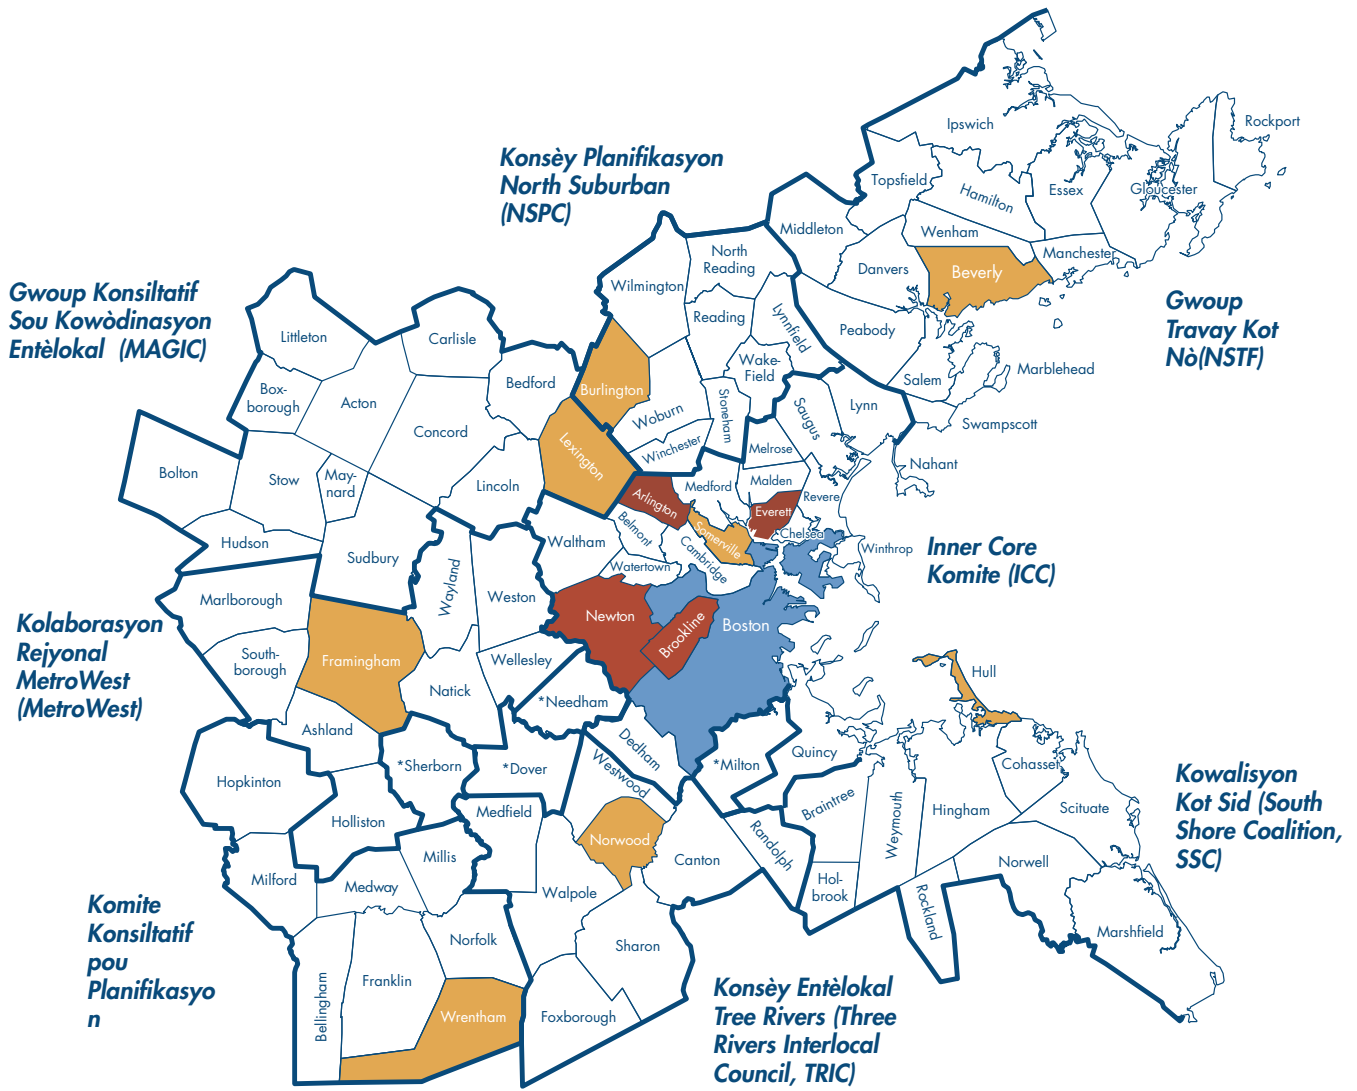 Ipswich
Rockport
Konsèy Planifikasyon
North Suburban
(NSPC)
Topsfield
Hamilton
Essex
Gloucester
Middleton
Wenham
North
Reading
Manchester
Danvers
Beverly
Wilmington
Gwoup Konsiltatif
Sou Kowòdinasyon
Entèlokal (MAGIC)
Gwoup
Travay Kot
Nò(NSTF)
Littleton
Carlisle
Reading
Lynnfield
Peabody
Wake-
Field
Marblehead
Bedford
Burlington
Salem
Box-
borough
Acton
Stoneham
Lynn
Saugus
Woburn
Swampscott
Concord
Winchester
Melrose
Lexington
Nahant
Bolton
Stow
May-
nard
Lincoln
Medford
Malden
Revere
Arlington
Everett
Hudson
Sudbury
Waltham
Belmont
Somerville
Chelsea
Winthrop
Inner Core
Komite (ICC)
Cambridge
Watertown
Marlborough
Wayland
Weston
Newton
Brookline
Boston
Kolaborasyon
Rejyonal
MetroWest
(MetroWest)
South-
borough
Framingham
Wellesley
Natick
Hull
*Needham
Ashland
Dedham
Quincy
*Milton
*Sherborn
*Dover
Westwood
Cohasset
Hopkinton
Kowalisyon
Kot Sid (South
Shore Coalition,
SSC)
Medfield
Braintree
Weymouth
Hingham
Scituate
Holliston
Norwood
Randolph
Millis
Canton
Norwell
Milford
Medway
Walpole
Hol-
brook
Rockland
Komite
Konsiltatif
pou
Planifikasyo
n
Norfolk
Sharon
Marshfield
Franklin
Bellingham
Wrentham
Foxborough
Konsèy Entèlokal
Tree Rivers (Three
Rivers Interlocal
Council, TRIC)